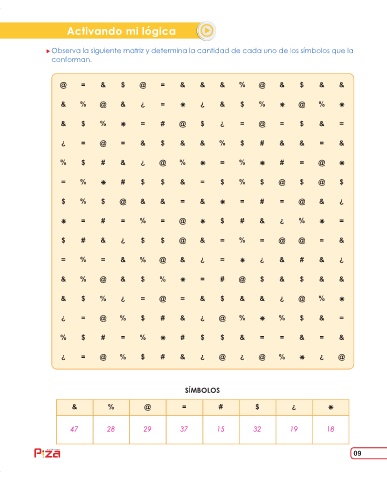 Activando mi lógica
Observa la siguiente matriz y determina la cantidad de cada uno de los símbolos que la
conforman.
@ = & $ @ = & & & % @ & $ & &
& % @ & ¿ = * ¿ & $ % * @ % *
& $ % * = # @ $ ¿ = @ = $ & =
¿ = @ = & $ & & % $ # & & = &
% $ # & ¿ @ % * = % * # = @ *
= % * # $ $ & = $ % $ @ $ @ $
$ % $ @ & & = & * = # = @ & ¿
* = # = % = @ * $ # & ¿ % * =
$ # & ¿ $ $ @ & = % = @ @ = &
= % = & % @ & ¿ = * ¿ & # & ¿
& % @ & $ % * = # @ $ & $ & &
& $ % ¿ = @ = & $ & & ¿ @ % *
¿ = @ % $ # & ¿ @ % * % $ & =
% $ # = % * # $ $ & = = & = &
¿ = @ % $ # & ¿ @ ¿ @ % * ¿ @
SÍMBOLOS
& % @ = # $ ¿ *
47 28 29 37 15 32 19 18
Piza 09